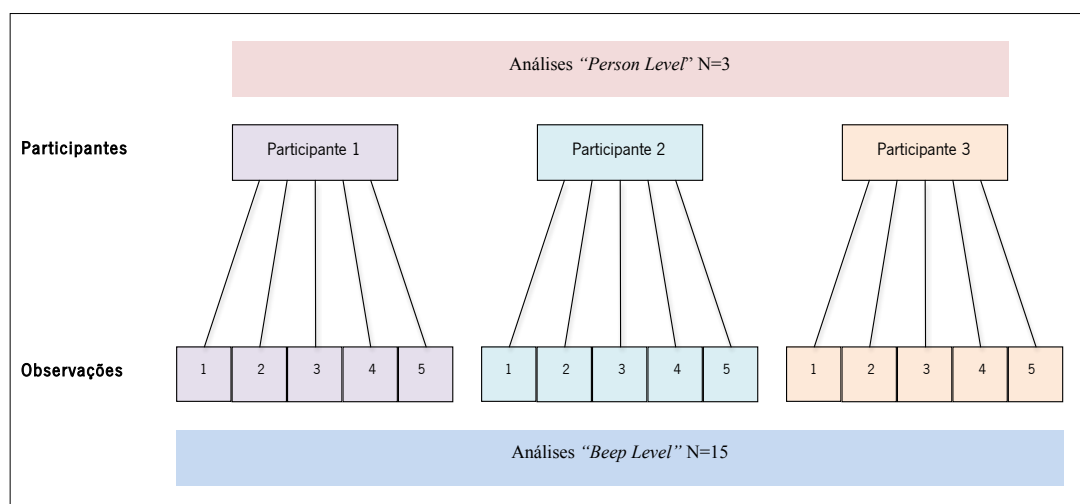 Análises “Person Level” N=3
Participantes
Participante 1 Participante 2 Participante 3
Observações
1 2 3 4 5 1 2 3 4 5 1 2 3 4 5
Análises “Beep Level” N=15